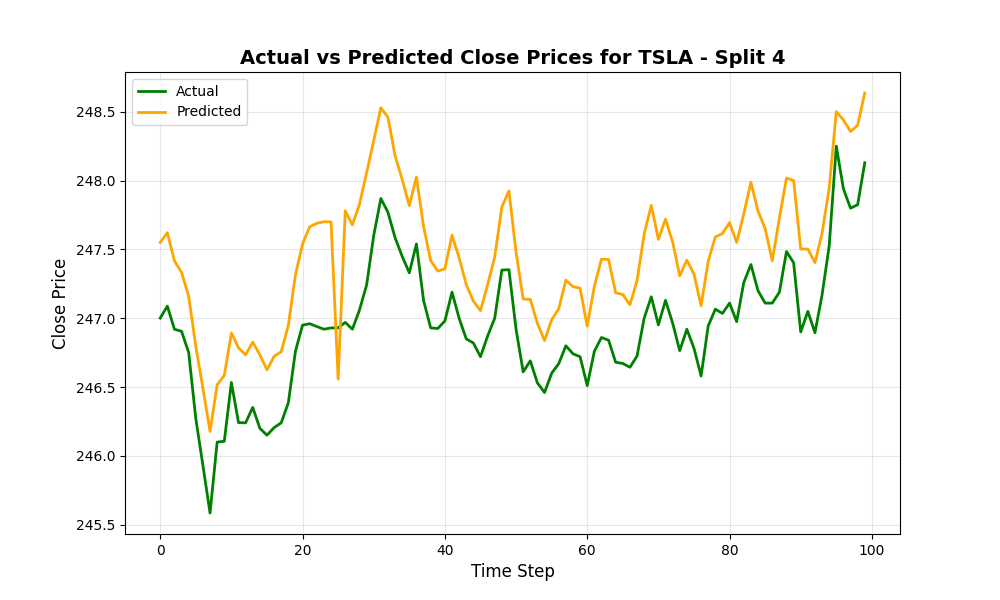 Actual vs Predicted Close Prices for TSLA - Split 4
Actual
Predicted
248.5
248.0
247.5
247.0
246.5
246.0
245.5
Close Price
0 20 40 60 80 100
Time Step